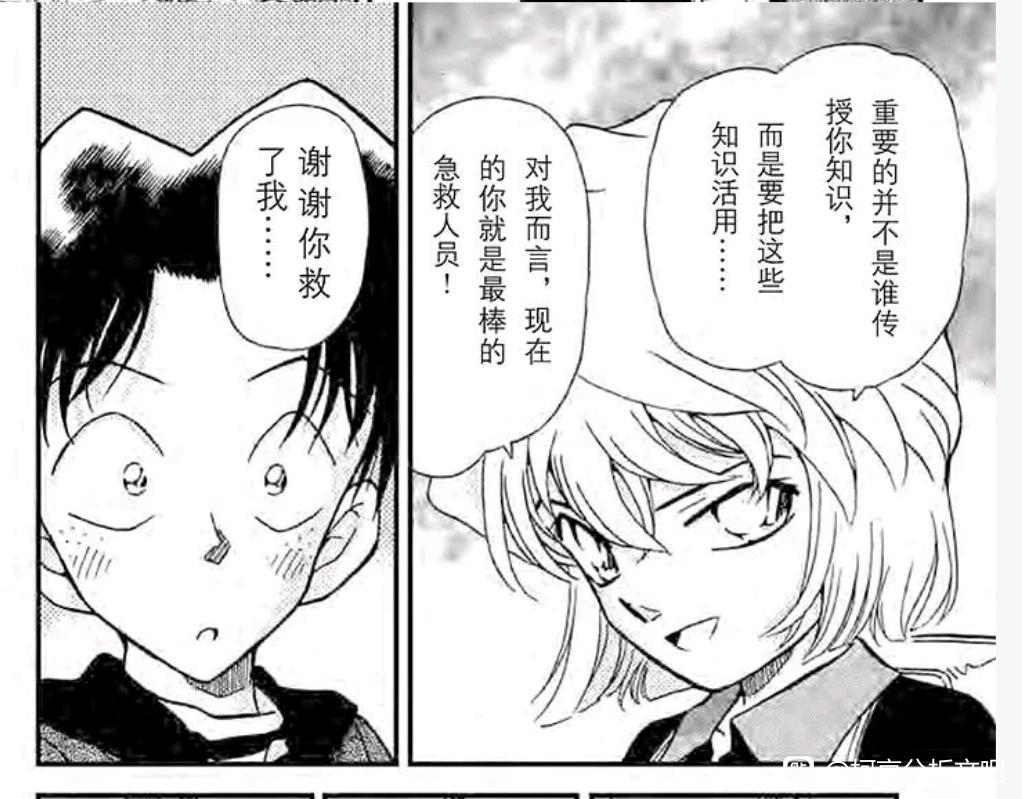 重要的并不是谁传
授你知识，
而是要把这些
知识活用……
对我而言，现在
的你就是最棒的
急救人员！
谢谢你救
了我……